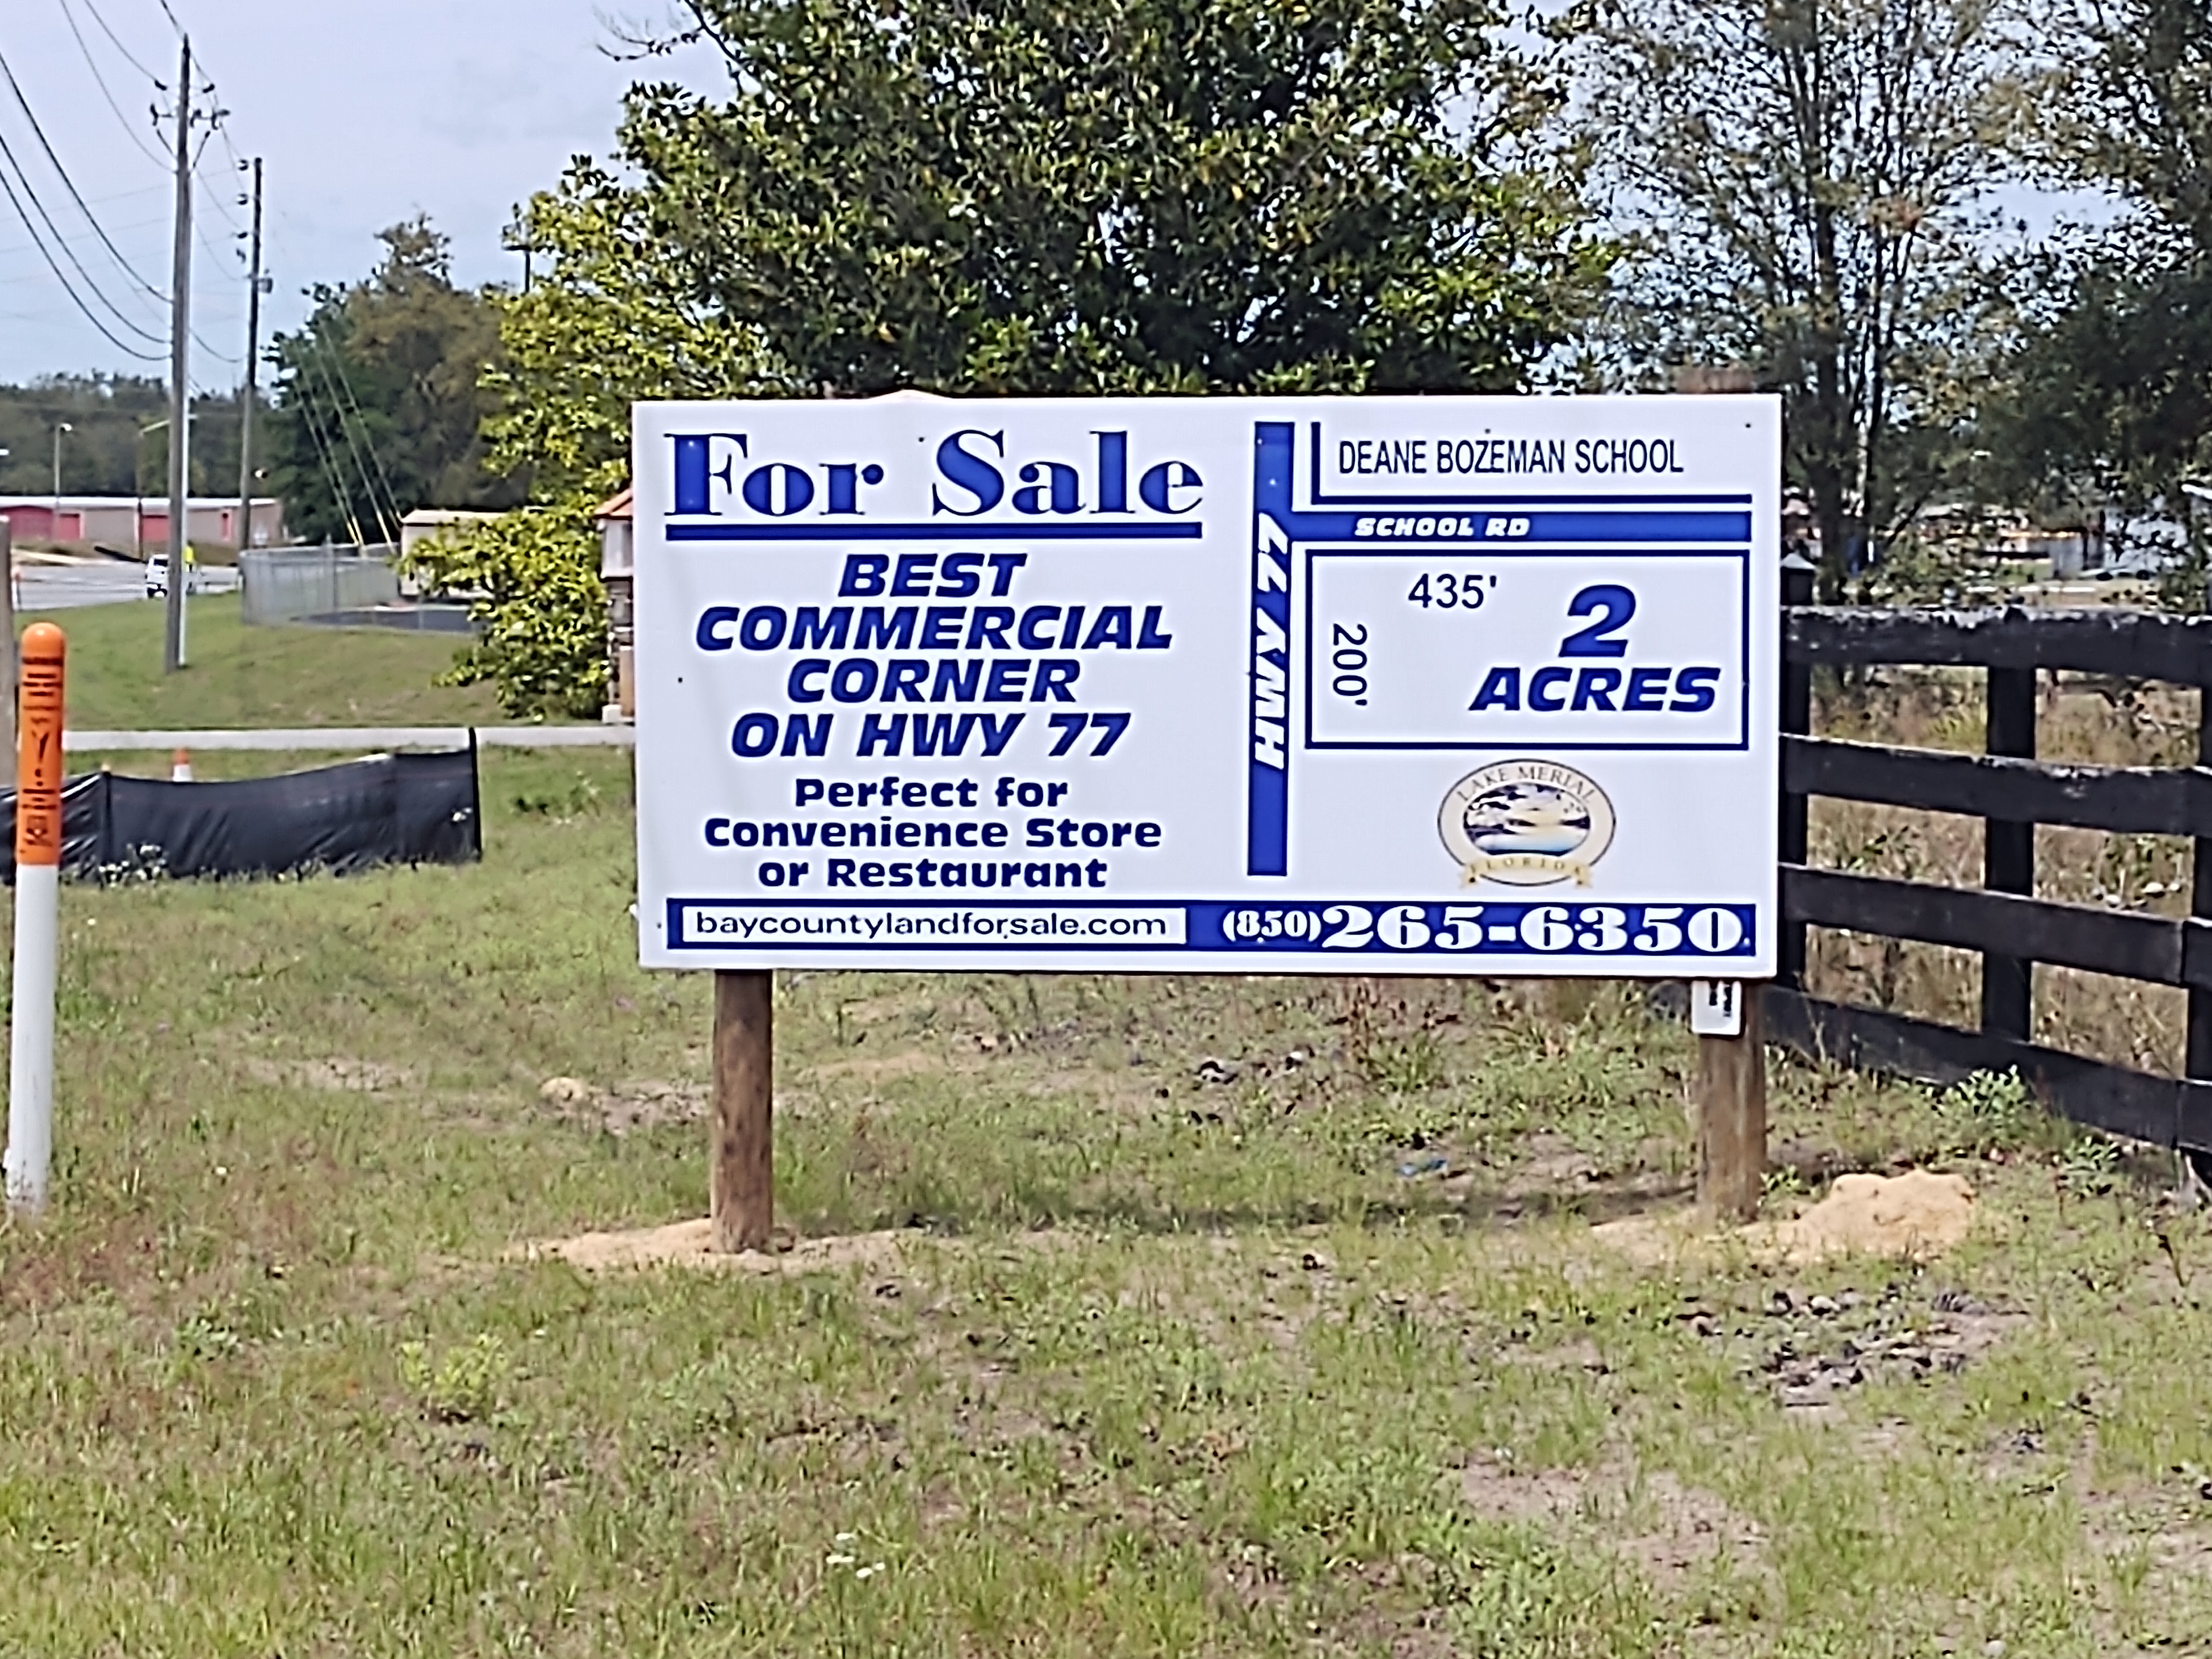 For Sale
BEST
COMMERCIAL
CORNER
ON HWY 77
Perfect for
Convenience Store
or Restaurant
baycountylandforsale.com
HWY 77
DEANE BOZEMAN SCHOOL
SCHOOL RD
435'
200'
2
ACRES
LAKE MERIAL
(850)265-6350